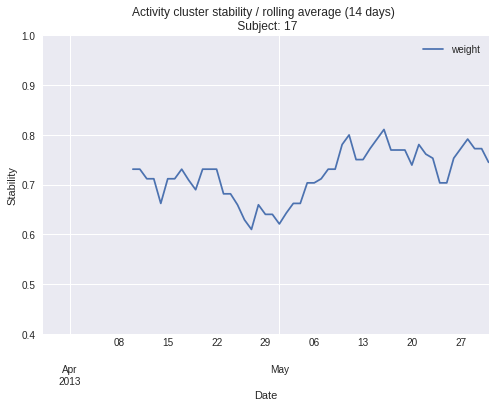 Activity cluster stability / rolling average (14 days)
Subject: 17
weight
1.0
0.9
0.8
0.7
0.6
0.5
0.4
Stability
08 15 22 29 06 13 20 27
Apr May
2013
Date